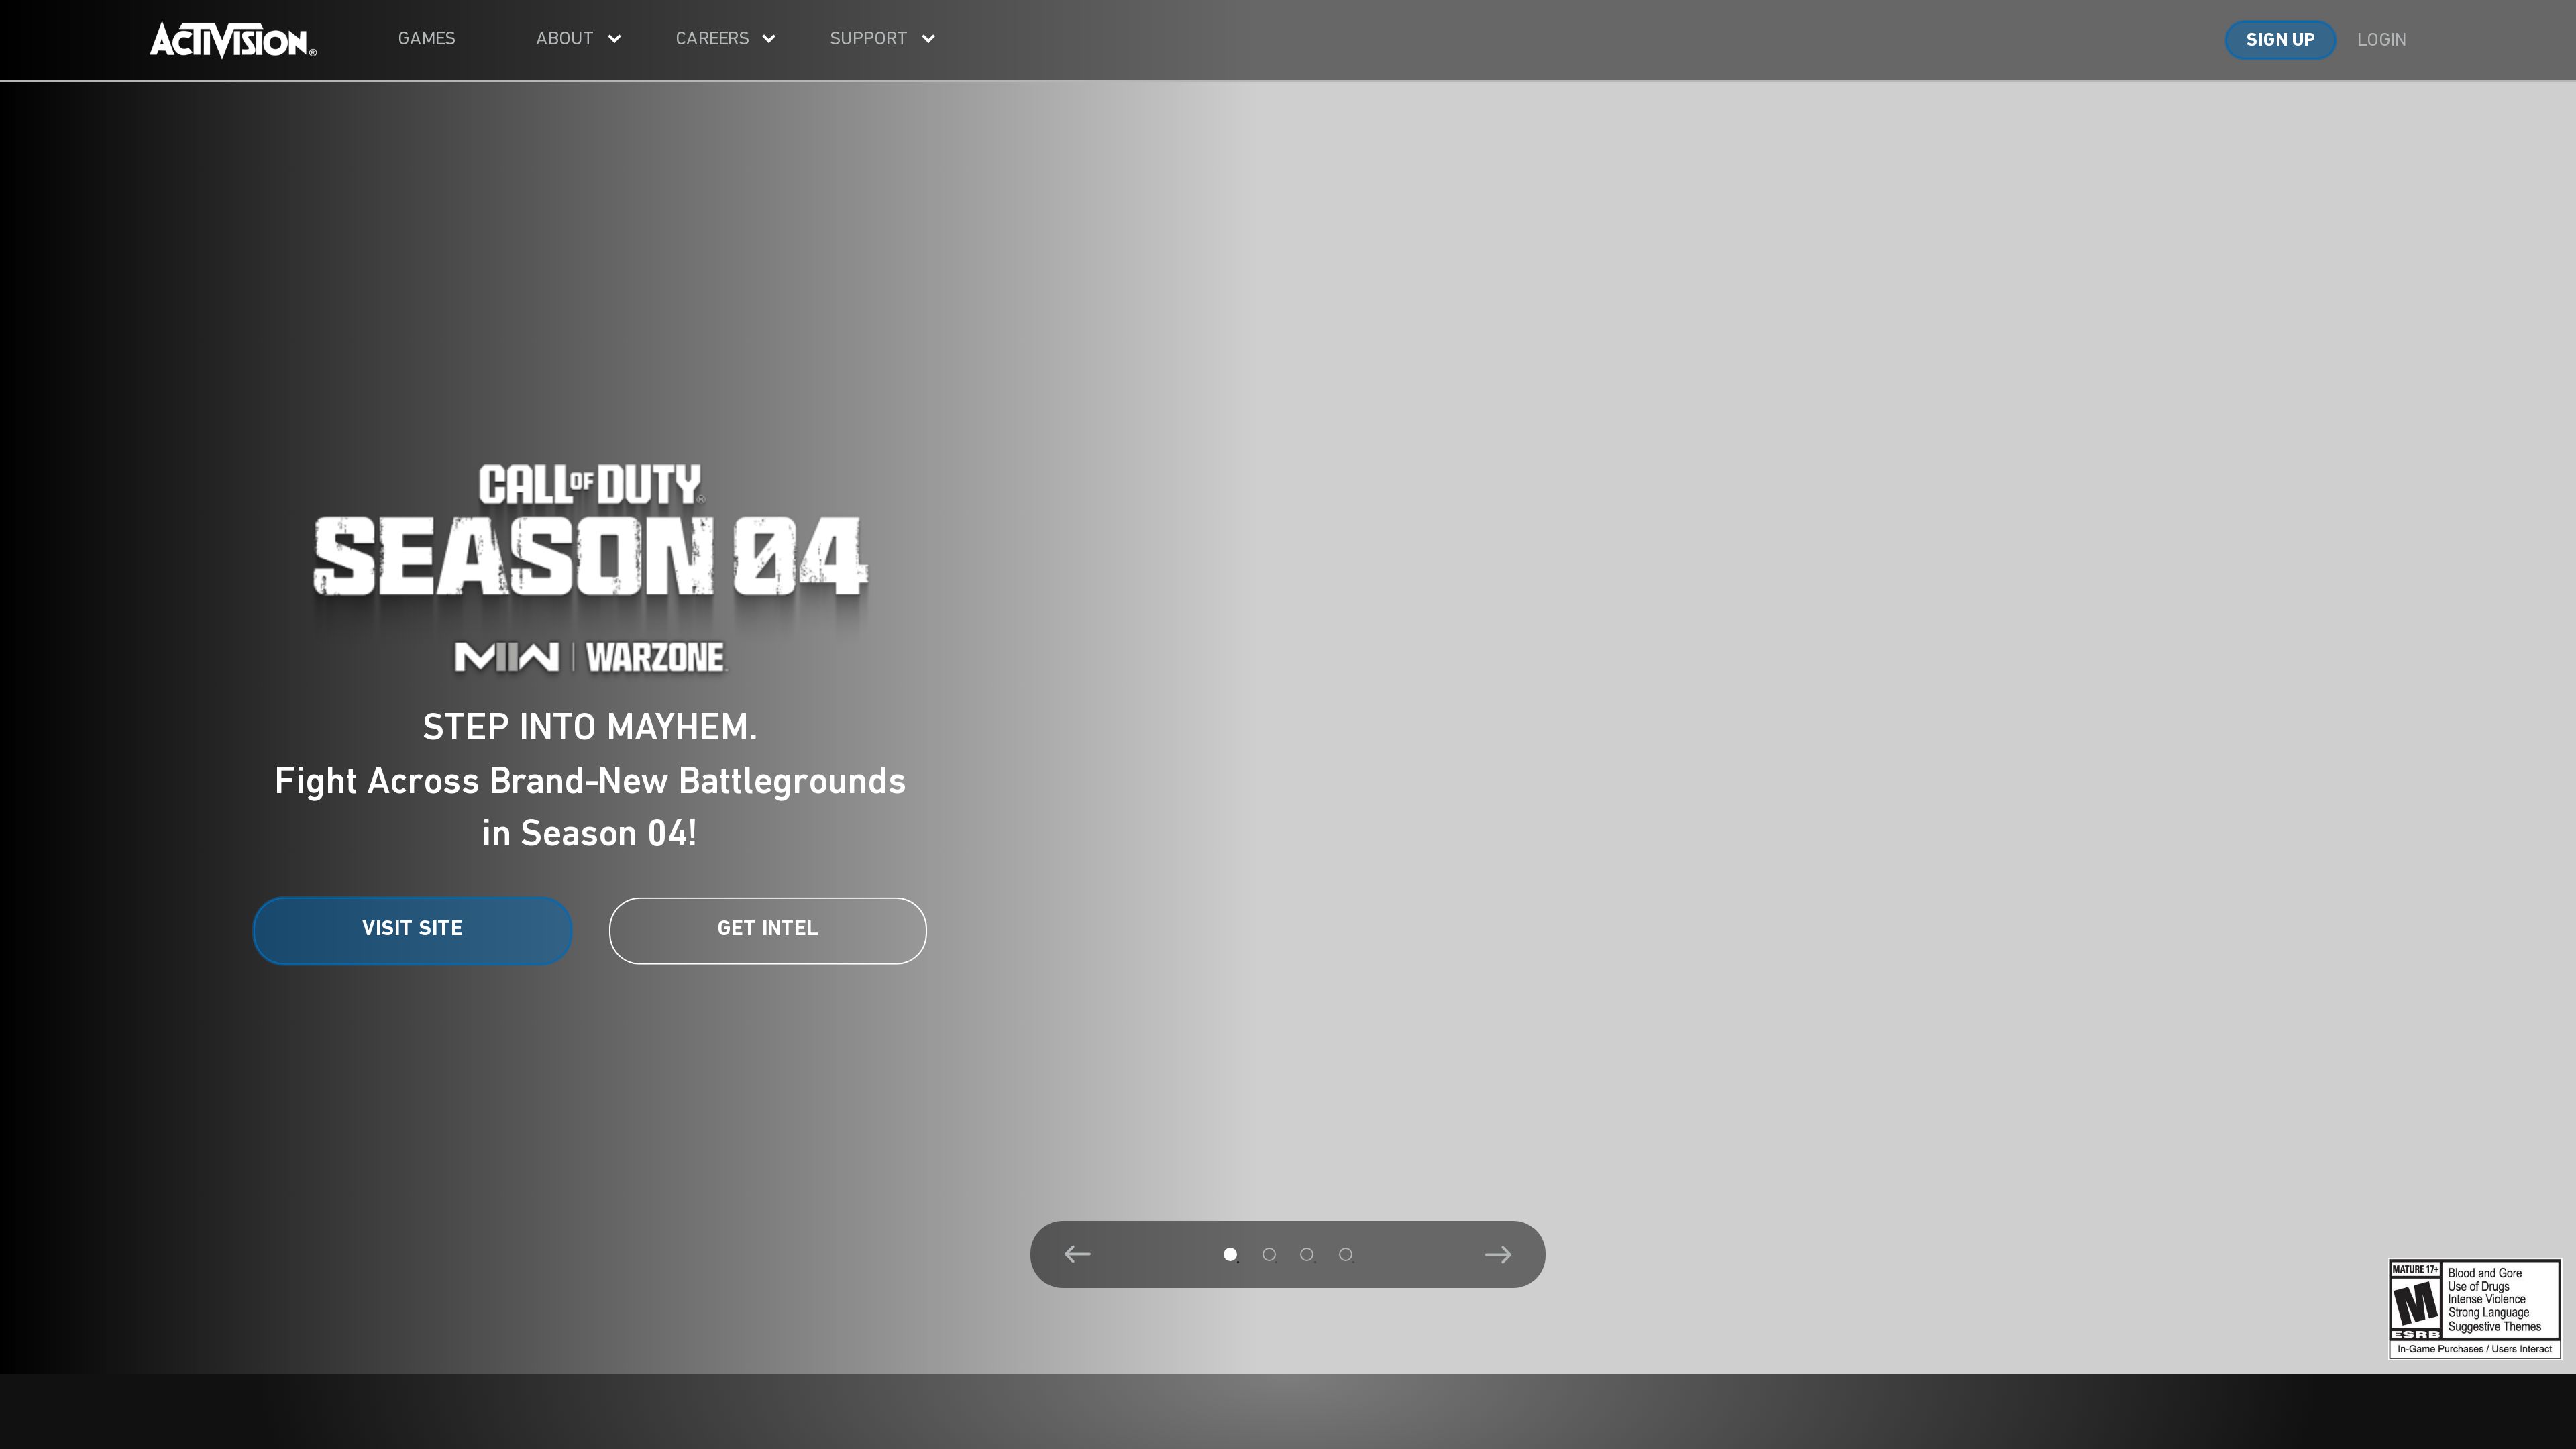 ACTIVISION®
GAMES
ABOUT
CAREERS
SUPPORT
SIGN UP
LOGIN
CALL OF DUTY®
SEASON 04
MIIW | WARZONE
STEP INTO MAYHEM.
Fight Across Brand-New Battlegrounds
in Season 04!
VISIT SITE
GET INTEL
MATURE 17+
M
ESRB
Blood and Gore
Use of Drugs
Intense Violence
Strong Language
Suggestive Themes
In-Game Purchases / Users Interact